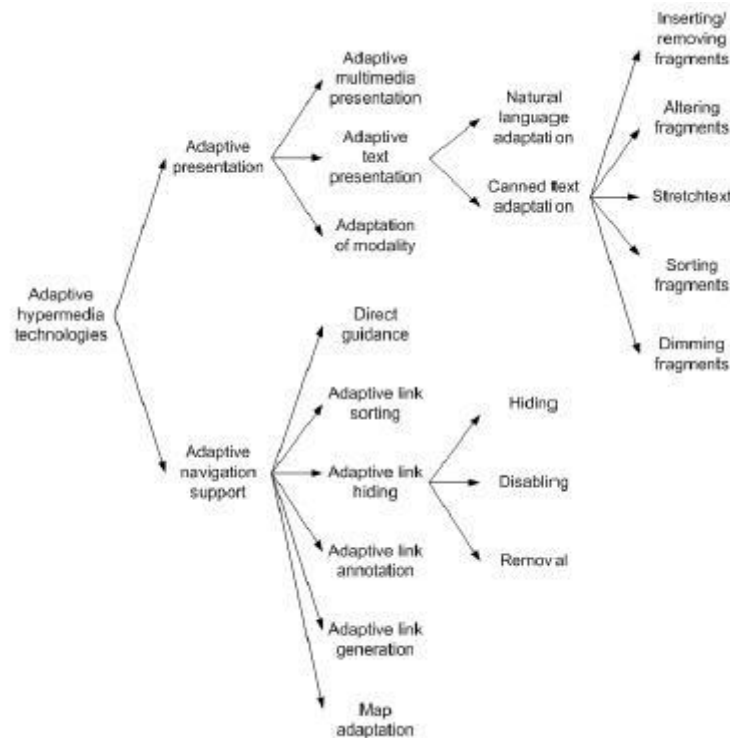 Inserting/
removing
fragments
Adaptive
multimedia
presentation
Natural
language
adaptation
Altering
fragments
Adaptive
presentation
Adaptive
text
presentation
Canned text
adaptation
Stretchtext
Adaptation
of modality
Sorting
fragments
Adaptive
hypermedia
technologies
Direct
guidance
Dimming
fragments
Adaptive link
sorting
Hiding
Adaptive
navigation
support
Adaptive link
hiding
Disabling
Adaptive link
annotation
Removal
Adaptive link
generation
Map
adaptation